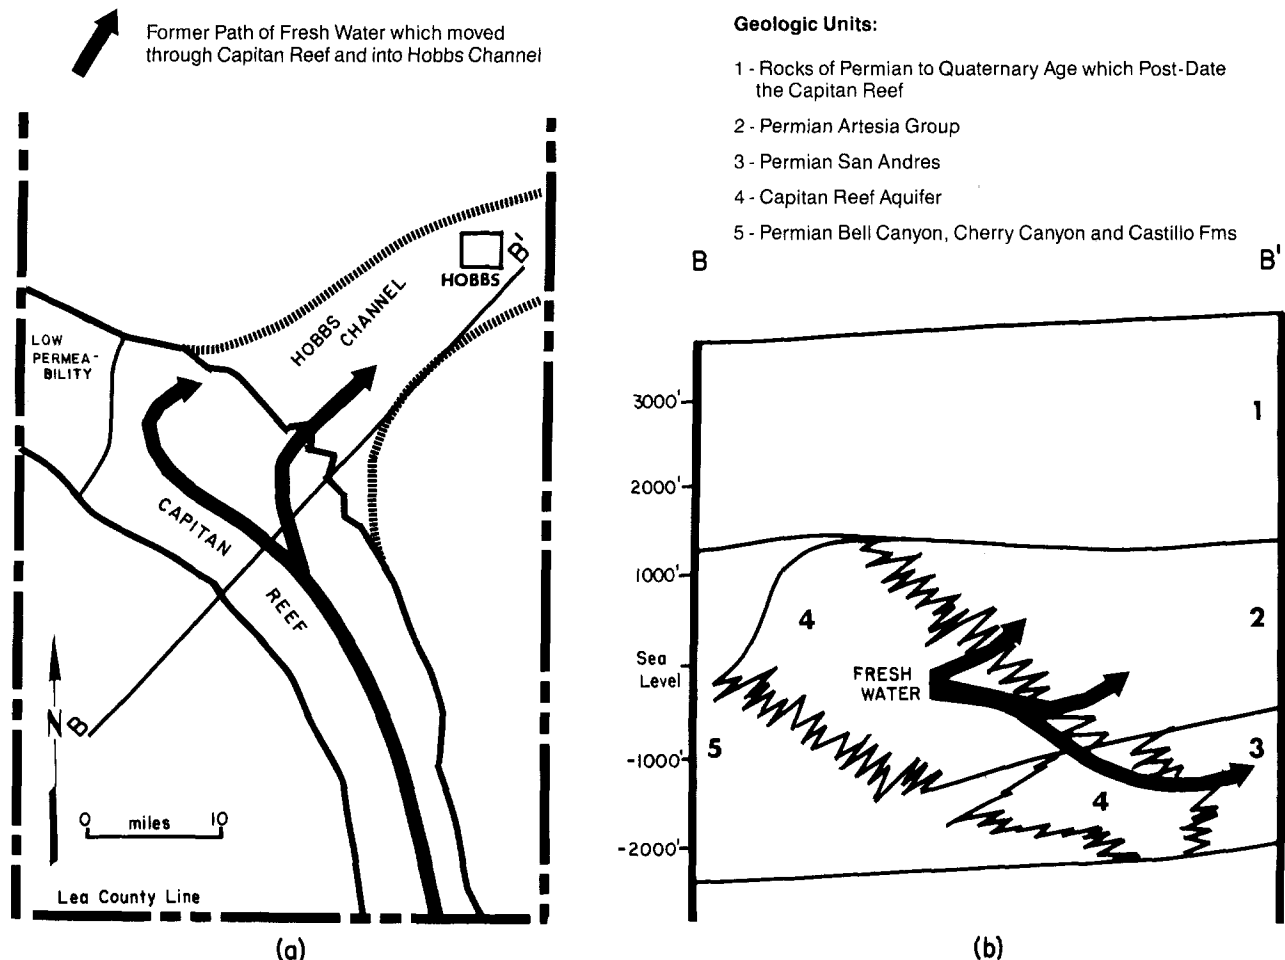 Former Path of Fresh Water which moved
through Capitan Reef and into Hobbs Channel
Geologic Units:
1 - Rocks of Permian to Quaternary Age which Post-Date
the Capitan Reef
2 - Permian Artesia Group
3 - Permian San Andres
4 - Capitan Reef Aquifer
5 - Permian Bell Canyon, Cherry Canyon and Castillo Fms
HOBBS
B'
HOBBS
CHANNEL
LOW
PERMEA-
BILITY
CAPITAN
REEF
N
B
0 miles 10
Lea County Line
(a)
B B'
3000'
2000'
1000'
Sea
Level
-1000'
-2000'
1
2
3
4
FRESH
WATER
5
4
(b)